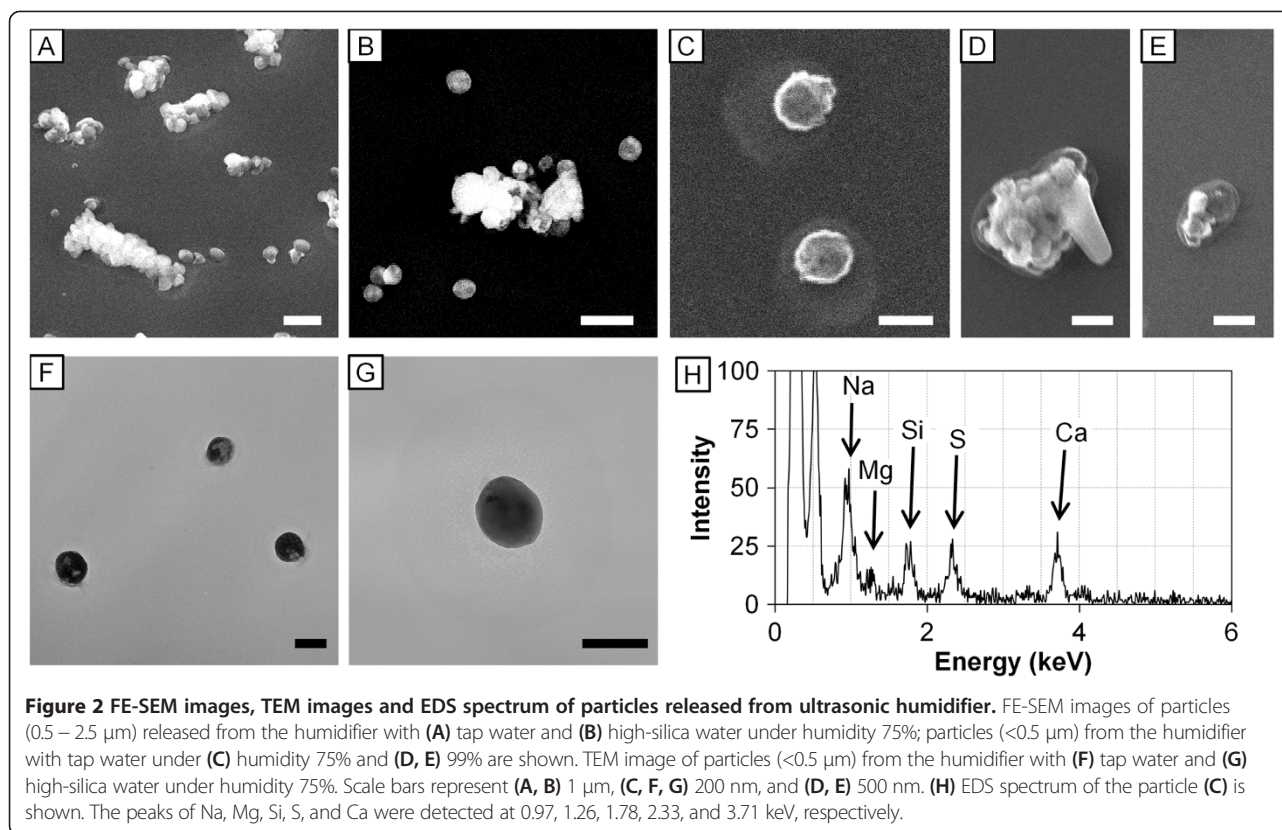 A
B
C
D
E
F
G
H
100
75
50
25
0
Intensity
Na
Mg
Si
S
Ca
0
2
4
6
Energy (keV)
Figure 2 FE-SEM images, TEM images and EDS spectrum of particles released from ultrasonic humidifier. FE-SEM images of particles
(0.5 – 2.5 μm) released from the humidifier with (A) tap water and (B) high-silica water under humidity 75%; particles (<0.5 μm) from the humidifier
with tap water under (C) humidity 75% and (D, E) 99% are shown. TEM image of particles (<0.5 μm) from the humidifier with (F) tap water and (G)
high-silica water under humidity 75%. Scale bars represent (A, B) 1 μm, (C, F, G) 200 nm, and (D, E) 500 nm. (H) EDS spectrum of the particle (C) is
shown. The peaks of Na, Mg, Si, S, and Ca were detected at 0.97, 1.26, 1.78, 2.33, and 3.71 keV, respectively.